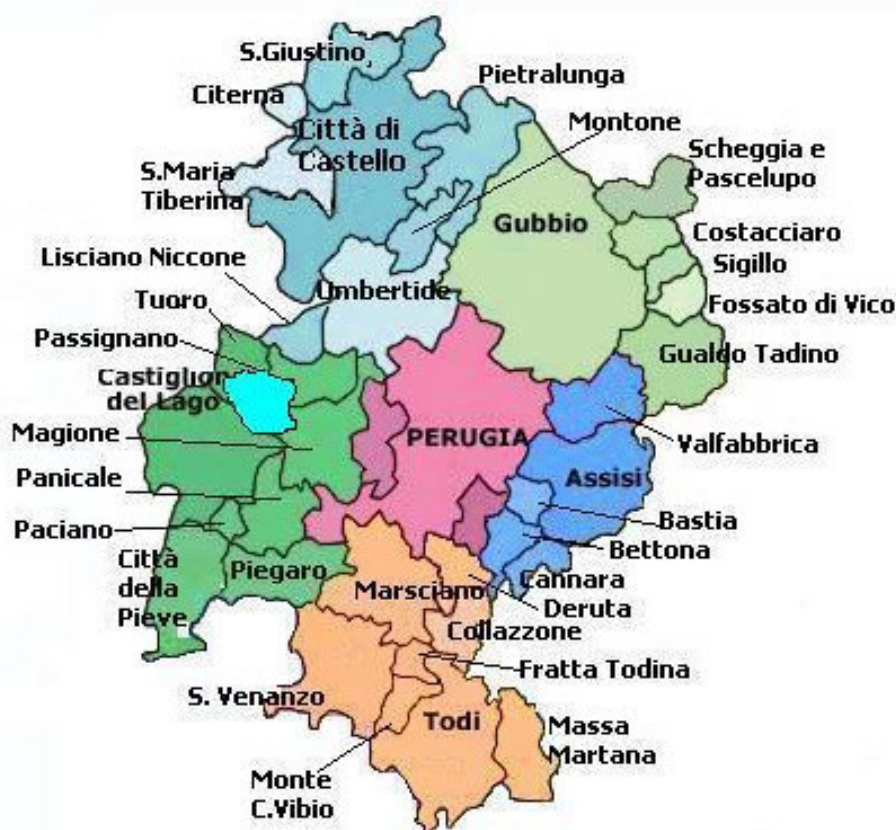 S.Giustino,
Citerna
Pietralunga
Città di
Castello
Montone
S.Maria
Tiberina
Scheggia e
Pascelupo
Gubbio
Costacciaro
Lisciano Niccone
Sigillo
Tuoro
Umbertide
Fossato di Vico
Passignano
Gualdo Tadino
Castiglion
del Lago
Magione
PERUGIA
Valfabbrica
Panicale
Assisi
Paciano
Bastia
Bettona
Città
della
Pieve
Piegaro
Marsciano
Cannara
Deruta
Collazzone
Fratta Todina
S. Venanzo
Todi
Massa
Martana
Monte
C.Vibio